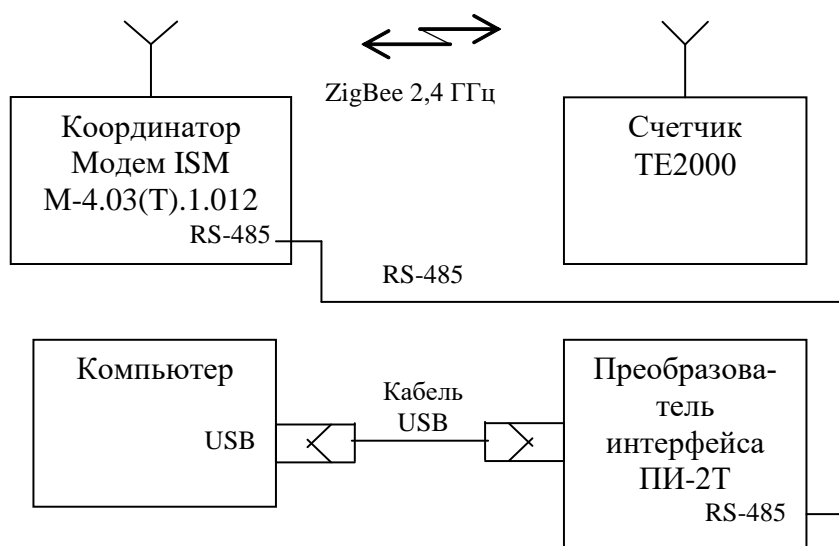 ZigBee 2,4 ГГц
Координатор
Модем ISM
М-4.03(Т).1.012
RS-485
Счетчик
ТЕ2000
RS-485
Компьютер
USB
Кабель
USB
Преобразова-
тель
интерфейса
ПИ-2Т
RS-485